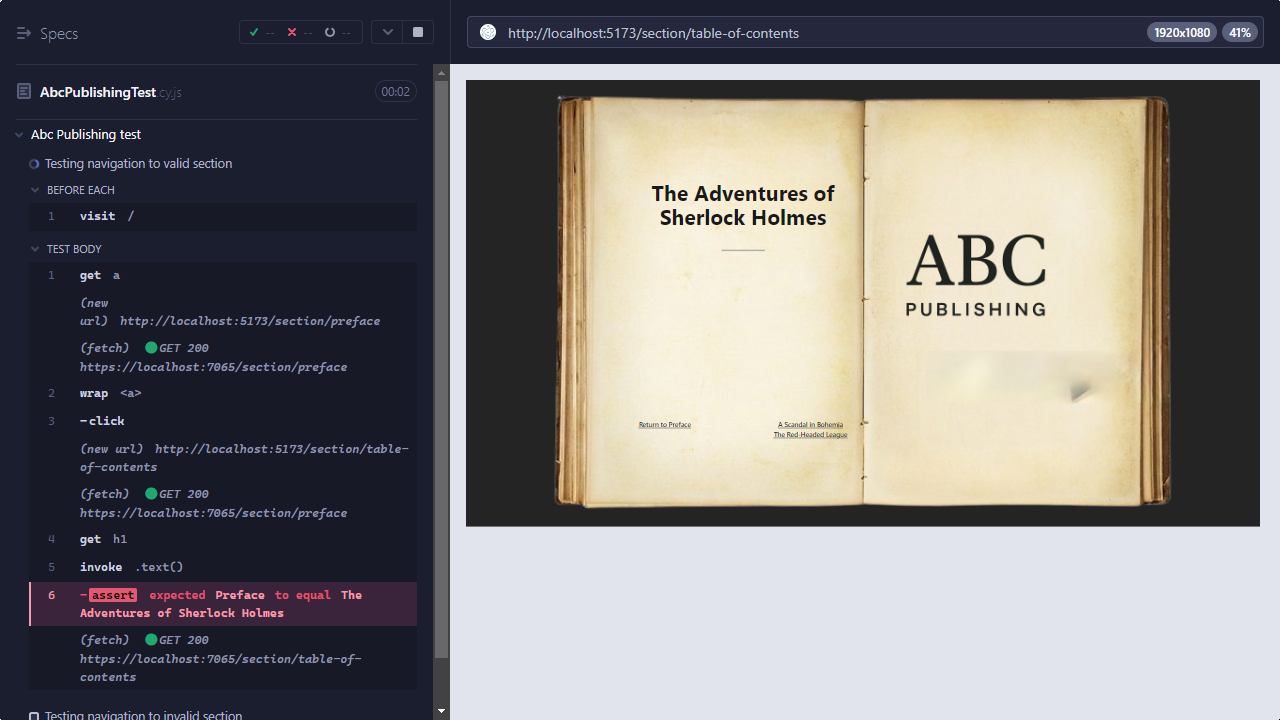 Specs
-- -- --
http://localhost:5173/section/table-of-contents
1920x1080
41%
AbcPublishingTest.cy.js
00:02
Abc Publishing test
Testing navigation to valid section
BEFORE EACH
1 visit /
TEST BODY
1 get a
(new
url) http://localhost:5173/section/preface
(fetch) GET 200
https://localhost:7065/section/preface
2 wrap <a>
3 -click
(new url) http://localhost:5173/section/table-
of-contents
(fetch) GET 200
https://localhost:7065/section/preface
4 get h1
5 invoke .text()
6 -assert expected Preface to equal The
Adventures of Sherlock Holmes
(fetch) GET 200
https://localhost:7065/section/table-of-
contents
Testing navigation to invalid section
The Adventures of
Sherlock Holmes
Return to Preface
A Scandal in Bohemia
The Red-Headed League
ABC
PUBLISHING